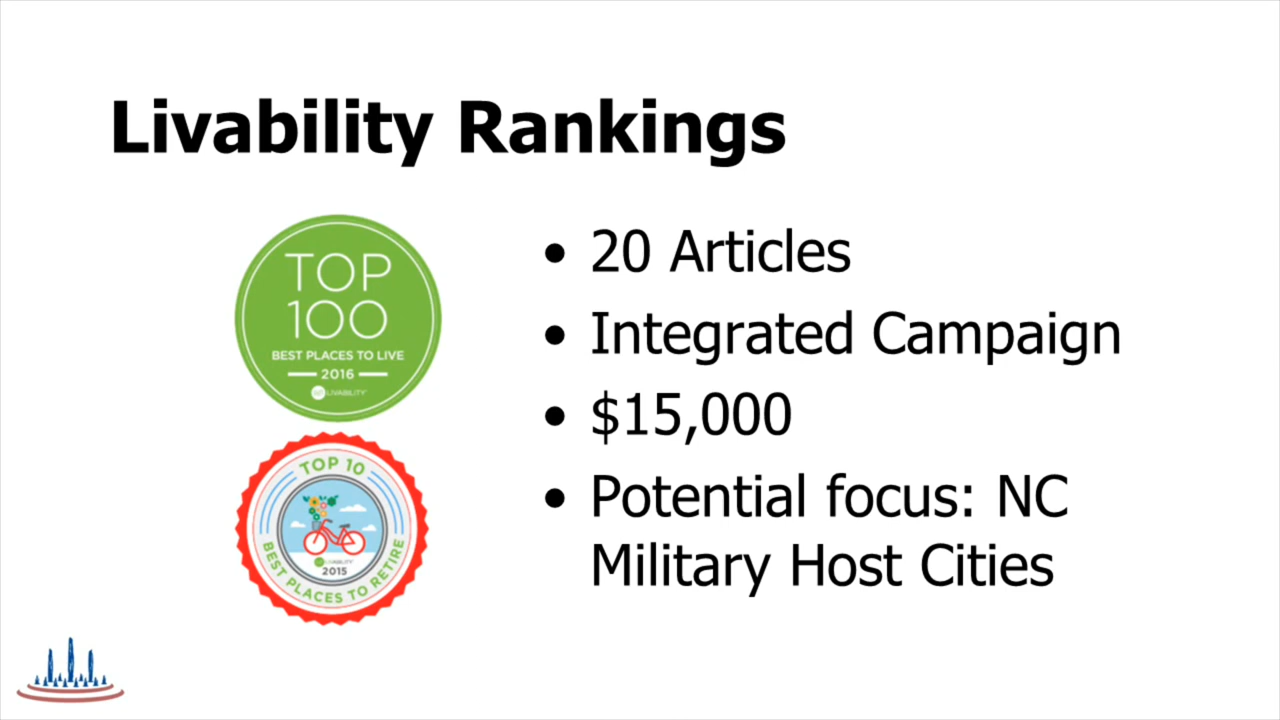 Livability Rankings
TOP
100
BEST PLACES TO LIVE
2016
LIVABILITY
• 20 Articles
• Integrated Campaign
• $15,000
• Potential focus: NC
Military Host Cities
TOP 10
LIVABILITY
2015
BEST PLACES TO RETIRE